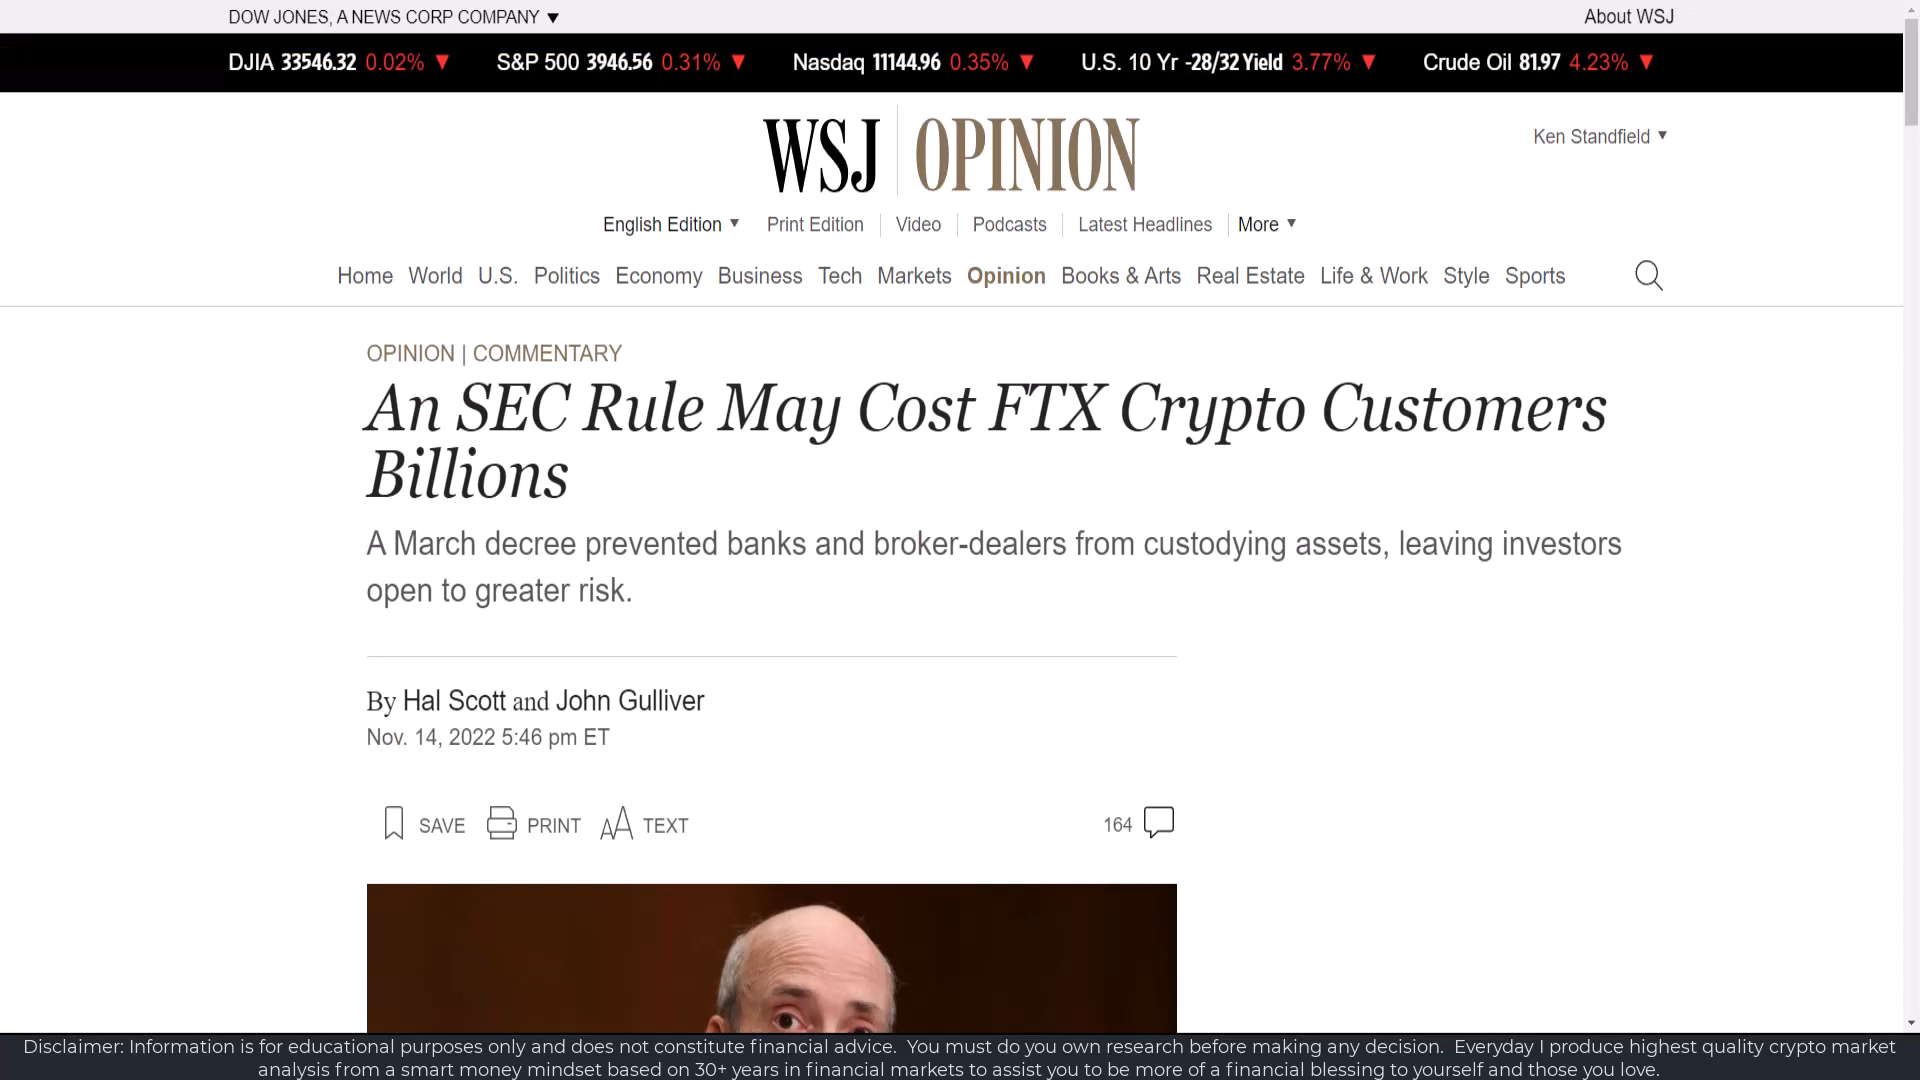 DOW JONES, A NEWS CORP COMPANY ▼ About WSJ
DJIA 33546.32 0.02% ▼ S&P 500 3946.56 0.31% ▼ Nasdaq 11144.96 0.35% ▼ U.S. 10 Yr -28/32 Yield 3.77% ▼ Crude Oil 81.97 4.23% ▼
WSJ | OPINION
Ken Standfield ▼
English Edition ▼ Print Edition | Video | Podcasts | Latest Headlines | More ▼
Home World U.S. Politics Economy Business Tech Markets Opinion Books & Arts Real Estate Life & Work Style Sports
OPINION | COMMENTARY
An SEC Rule May Cost FTX Crypto Customers
Billions
A March decree prevented banks and broker-dealers from custodying assets, leaving investors
open to greater risk.
By Hal Scott and John Gulliver
Nov. 14, 2022 5:46 pm ET
SAVE PRINT AA TEXT 164
Disclaimer: Information is for educational purposes only and does not constitute financial advice. You must do you own research before making any decision. Everyday I produce highest quality crypto market
analysis from a smart money mindset based on 30+ years in financial markets to assist you to be more of a financial blessing to yourself and those you love.